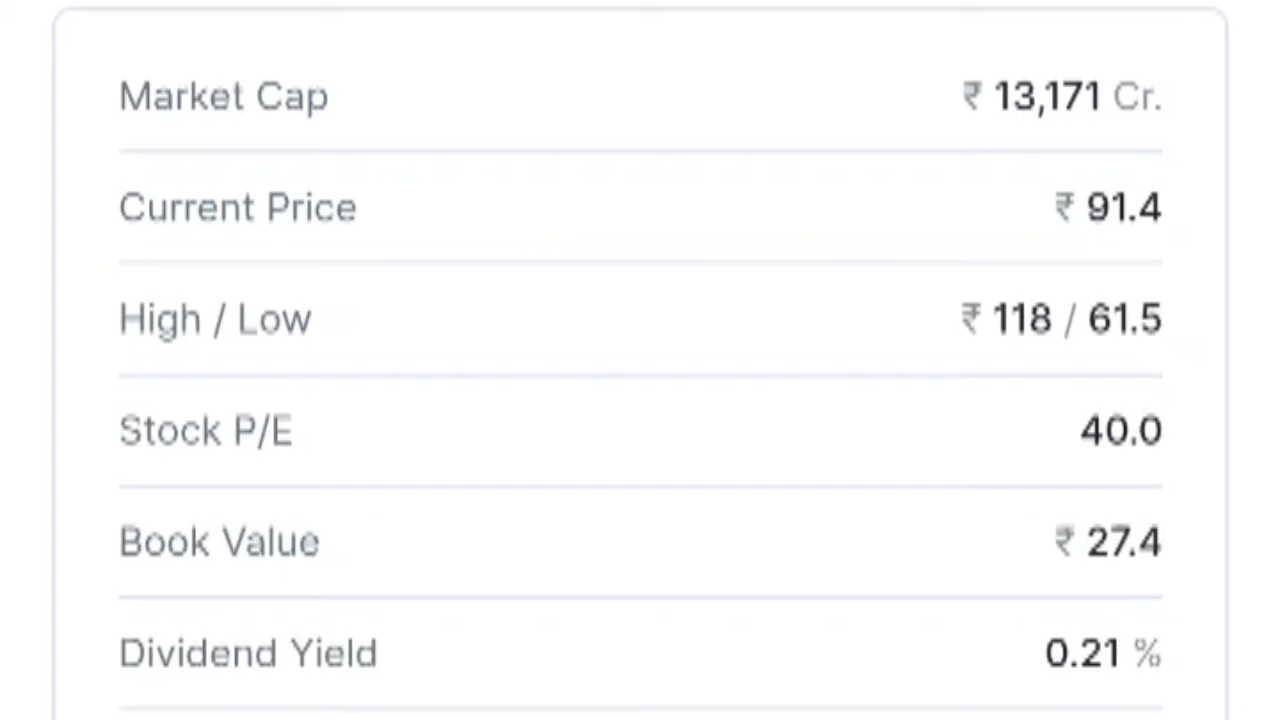 Market Cap ₹ 13,171 Cr.
Current Price ₹ 91.4
High / Low ₹ 118 / 61.5
Stock P/E 40.0
Book Value ₹ 27.4
Dividend Yield 0.21 %